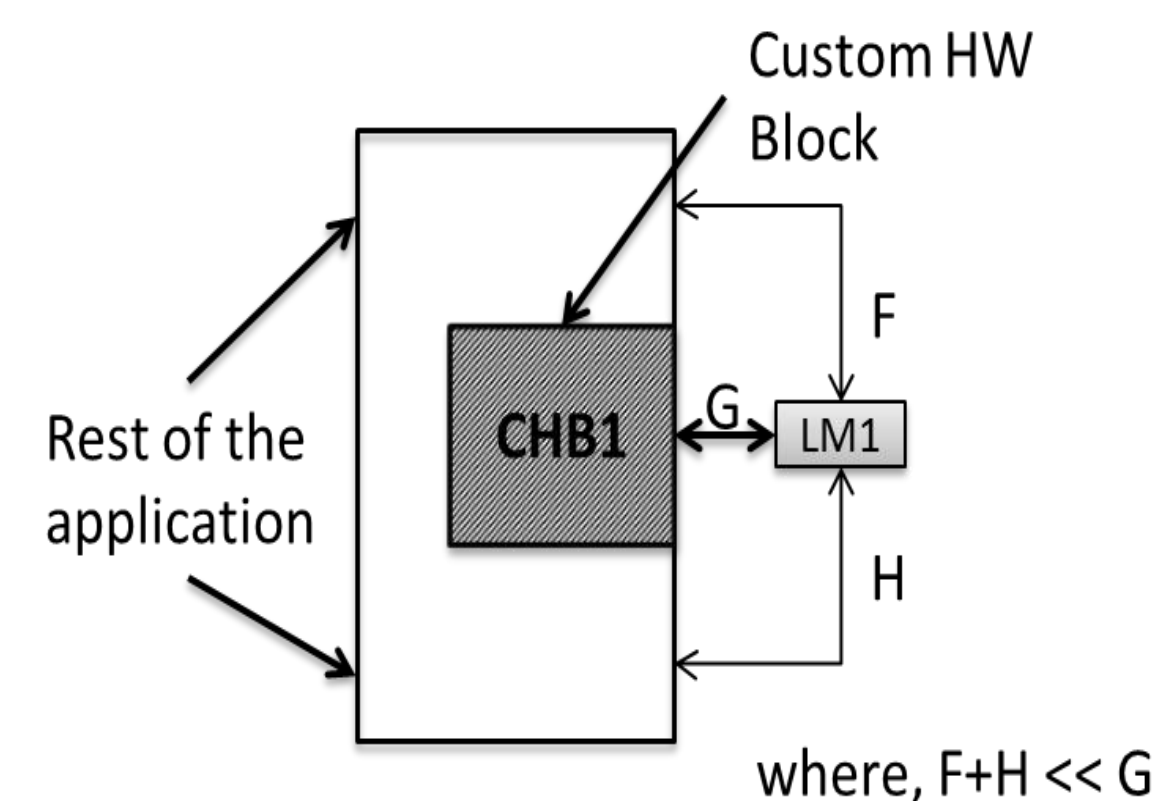 Custom HW
Block
F
G
CHB1
LM1
Rest of the
application
H
where, F+H << G